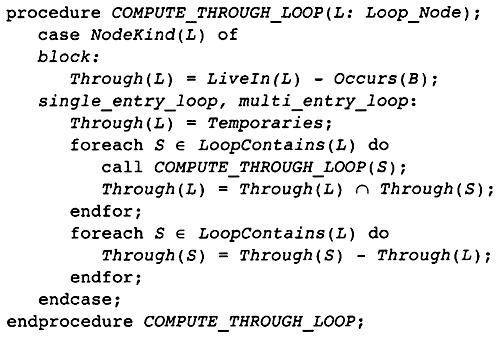 procedure COMPUTE_THROUGH_LOOP(L: Loop_Node);
case NodeKind(L) of
block:
Through(L) = LiveIn(L) - Occurs(B);
single_entry_loop, multi_entry_loop:
Through(L) = Temporaries;
foreach S ∈ LoopContains(L) do
call COMPUTE_THROUGH_LOOP(S);
Through(L) = Through(L) ∩ Through(S);
endfor;
foreach S ∈ LoopContains(L) do
Through(S) = Through(S) - Through(L);
endfor;
endcase;
endprocedure COMPUTE_THROUGH_LOOP;